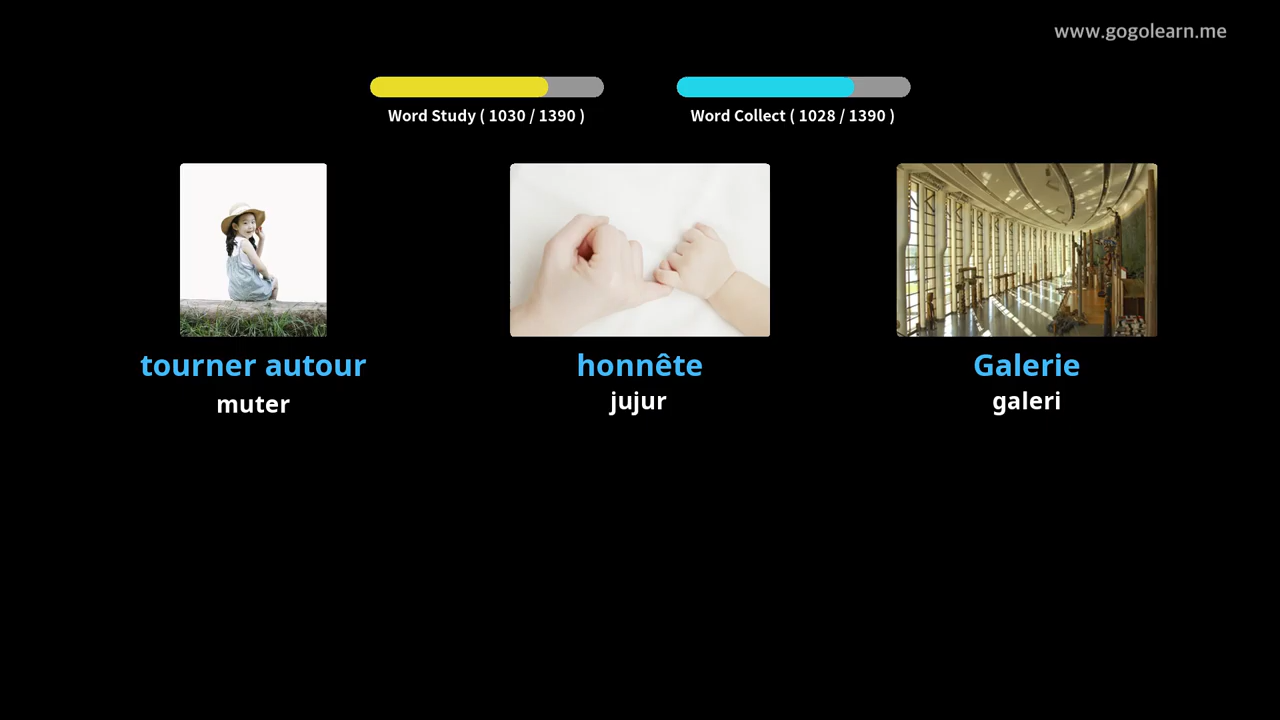 www.gogolearn.me
Word Study ( 1030 / 1390 )
Word Collect ( 1028 / 1390 )
tourner autour
muter
honnête
jujur
Galerie
galeri